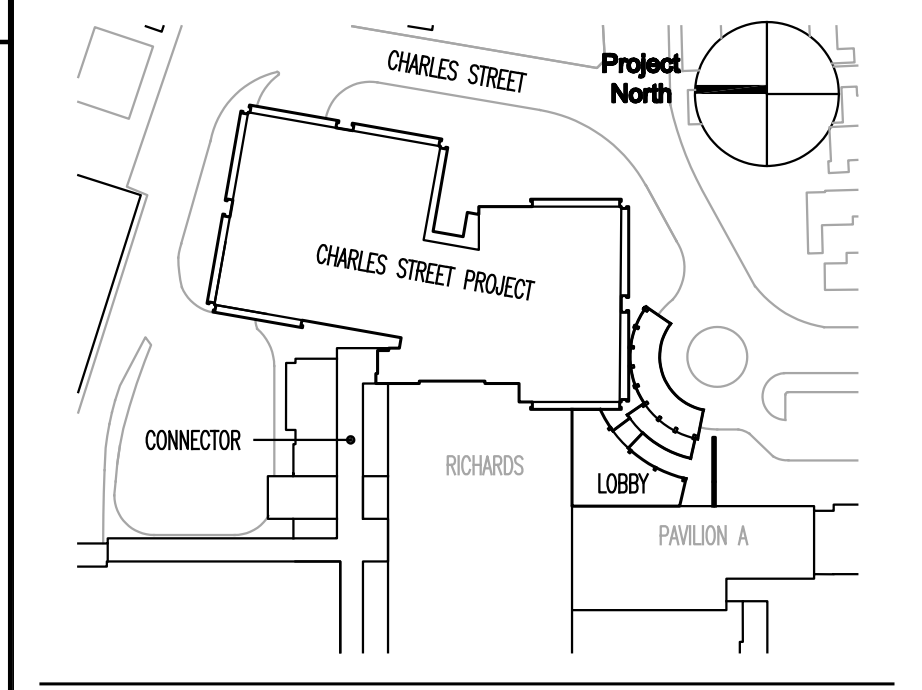 CHARLES STREET
Project
North
CHARLES STREET PROJECT
CONNECTOR
RICHARDS
LOBBY
PAVILION A